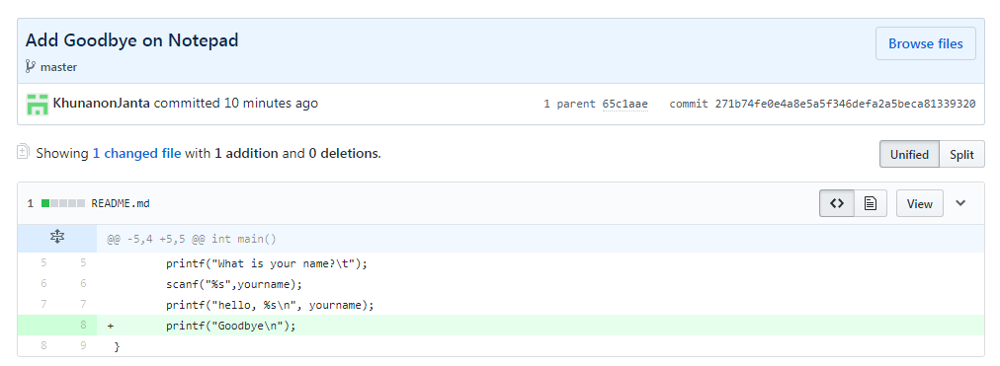 Add Goodbye on Notepad
Browse files
master
KhunanonJanta committed 10 minutes ago
1 parent 65c1aae commit 271b74fe0e4a8e5a5f346defa2a5beca81339320
Showing 1 changed file with 1 addition and 0 deletions.
Unified Split
1 README.md
<> View
@@ -5,4 +5,5 @@ int main()
5 5 printf("What is your name?\t");
6 6 scanf("%s",yourname);
7 7 printf("hello, %s\n", yourname);
8 + printf("Goodbye\n");
8 9 }